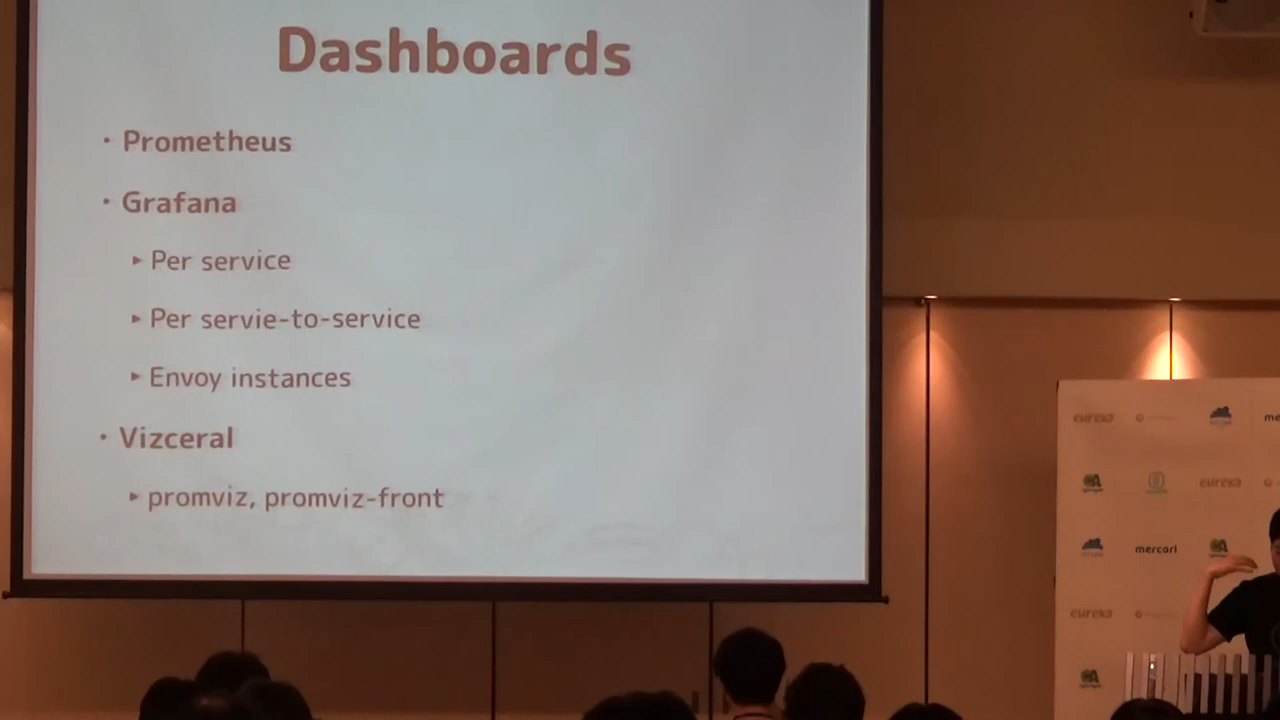 Dashboards
・Prometheus
・Grafana
▸Per service
▸Per servie-to-service
▸Envoy instances
・Vizceral
▸promviz, promviz-front
eureka
me
eureka
mercari
eureka